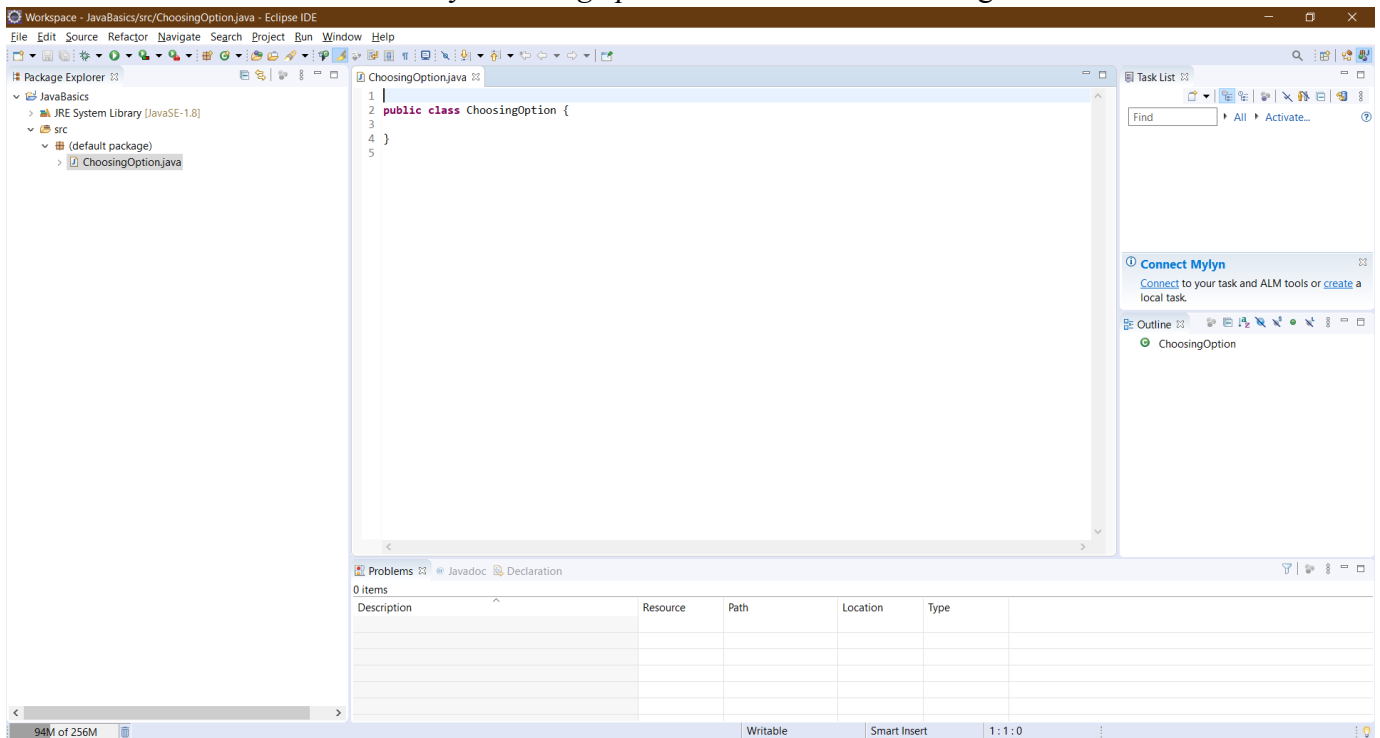 Workspace - JavaBasics/src/ChoosingOption.java - Eclipse IDE
File Edit Source Refactor Navigate Search Project Run Window Help
Package Explorer
JavaBasics
JRE System Library [JavaSE-1.8]
src
(default package)
ChoosingOption.java
ChoosingOption.java
1
2 public class ChoosingOption {
3
4 }
5
Task List
Find
All
Activate...
Connect Mylyn
Connect to your task and ALM tools or create a
local task.
Outline
ChoosingOption
Problems Javadoc Declaration
0 items
Description Resource Path Location Type
94M of 256M Writable Smart Insert 1 : 1 : 0